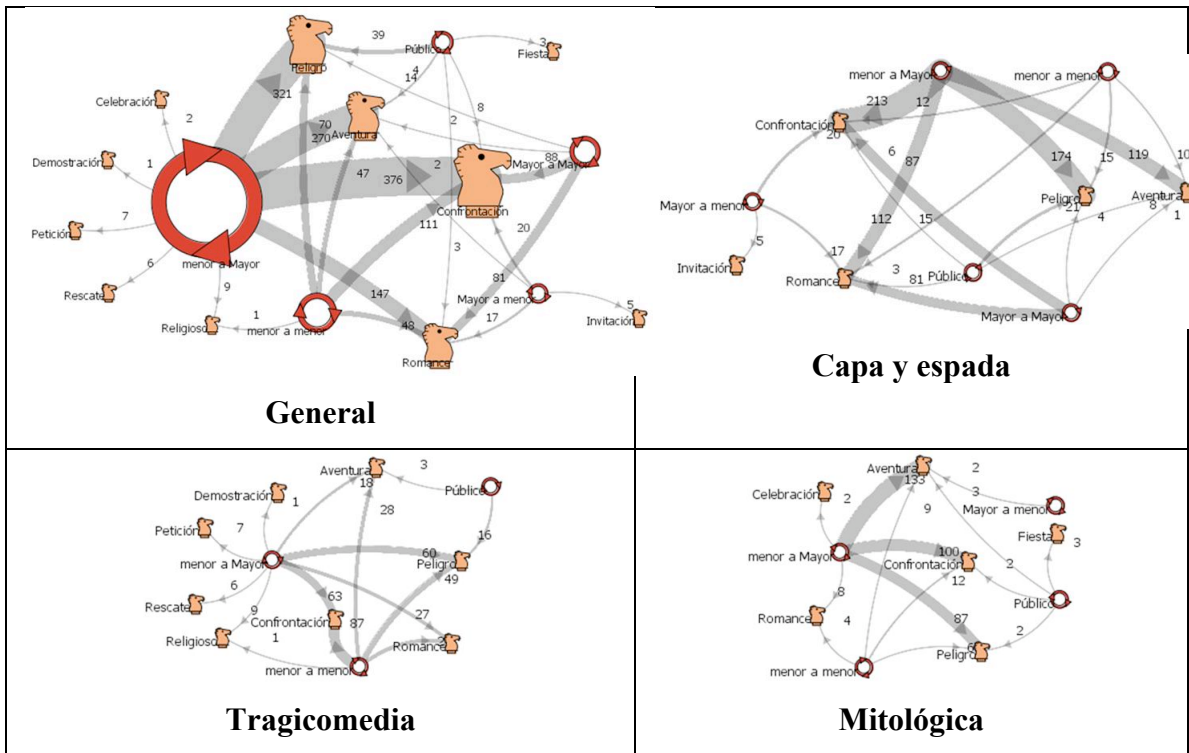 39
Público
3
Fiesta
Peligro
4
14
321
Celebración
2
70
270
Aventura
8
2
Demostración
1
47
376
2
88
Mayor a Mayor
Confrontación
Petición
7
111
20
menor a Mayor
3
Rescate
6
9
147
81
Mayor a menor
5
Invitación
Religioso
1
menor a menor
48
17
Romance
General
menor a Mayor
menor a menor
213
12
Confrontación
20
6
87
174
15
119
10
Peligro
21
Aventura
1
8
4
Mayor a menor
112
15
5
17
Invitación
Romance
3
81
Público
Mayor a Mayor
Capa y espada
Aventura
18
3
Público
Demostración
1
28
Petición
7
16
menor a Mayor
60
Peligro
49
Rescate
6
63
9
Confrontación
87
27
Religioso
1
Romance
menor a menor
Tragicomedia
Aventura
133
2
3
Mayor a menor
Celebración
2
9
Fiesta
3
menor a Mayor
100
Confrontación
12
2
Público
8
Romance
4
87
2
6
Peligro
menor a menor
Mitológica